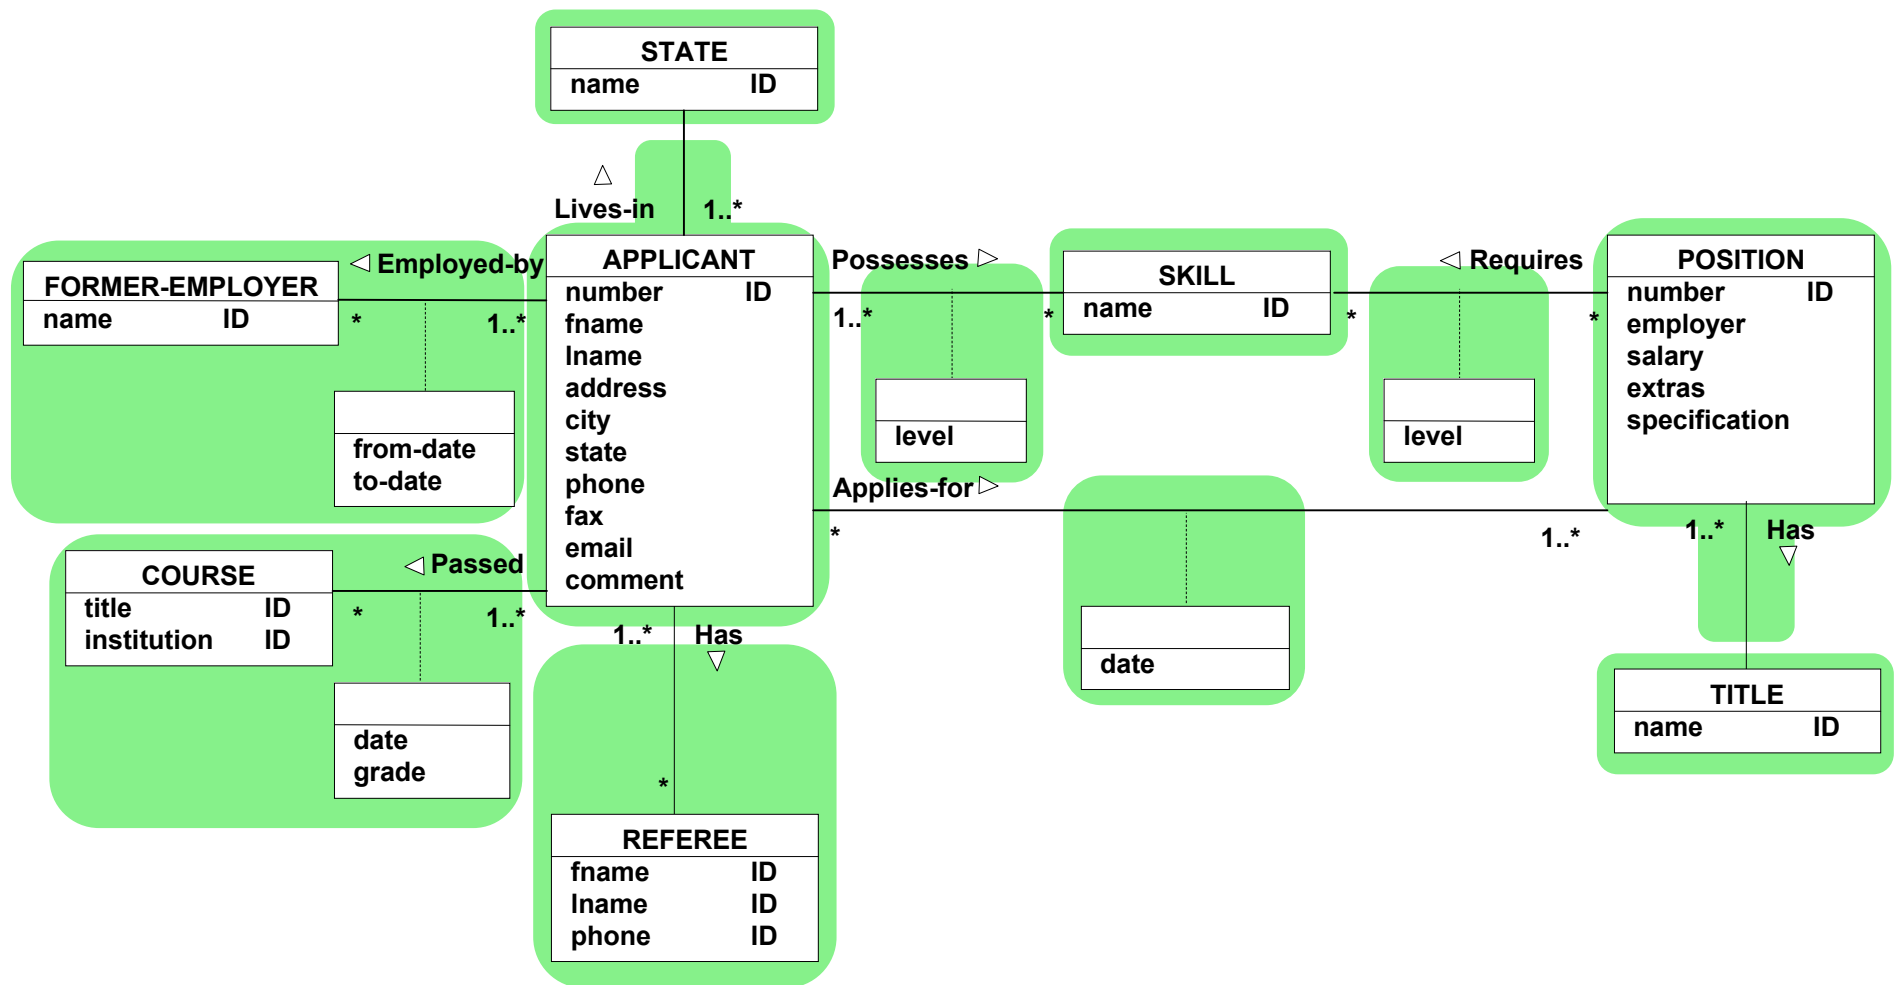 STATE
name ID
Lives-in 1..*
FORMER-EMPLOYER
name ID
Employed-by
* 1..*
from-date
to-date
APPLICANT
number ID
fname
lname
address
city
state
phone
fax
email
comment
Possesses
1..* *
level
SKILL
name ID
Requires
* *
level
POSITION
number ID
employer
salary
extras
specification
Applies-for
* 1..*
date
1..* Has
TITLE
name ID
COURSE
title ID
institution ID
Passed
* 1..*
date
grade
1..* Has
*
REFEREE
fname ID
lname ID
phone ID